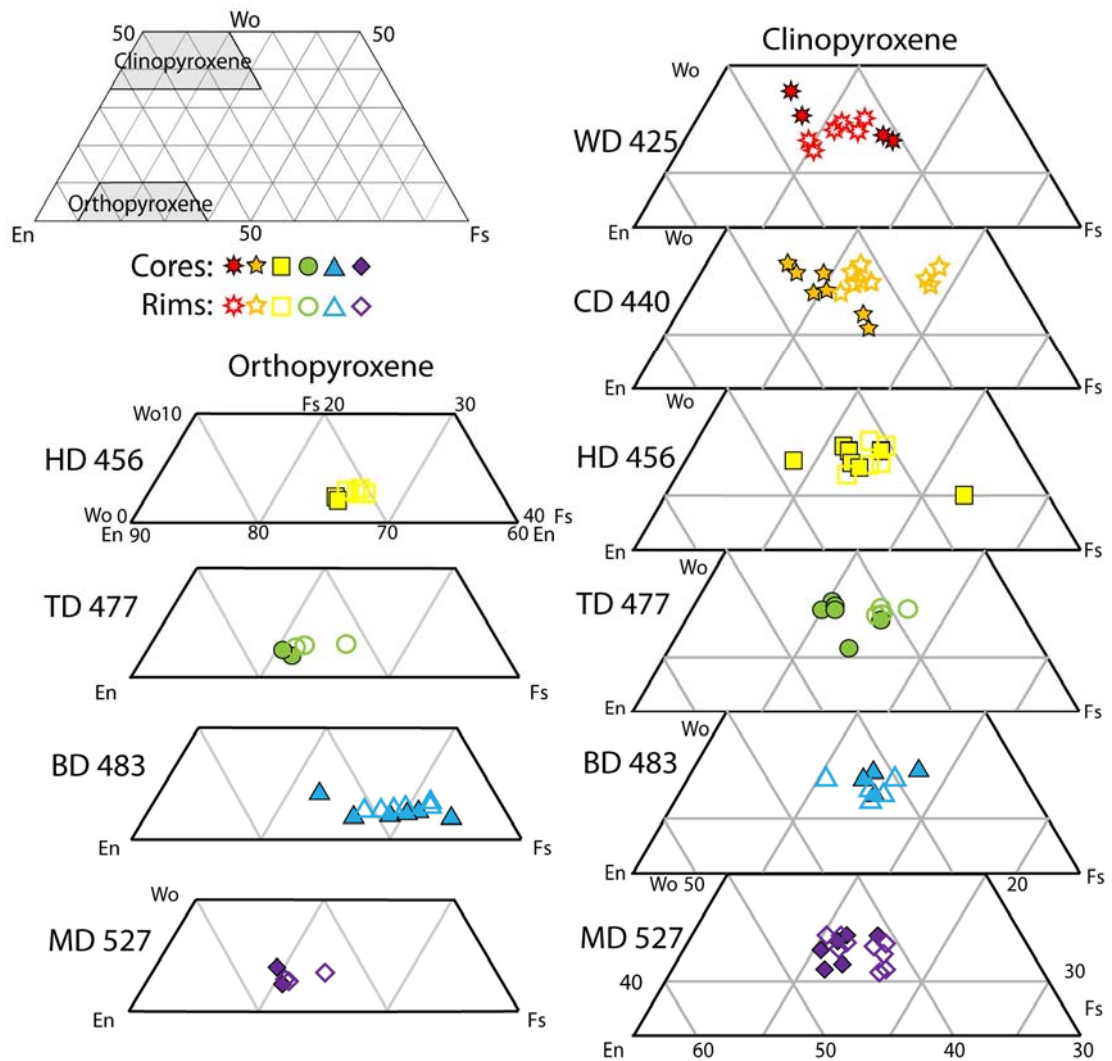 Wo
50
50
Clinopyroxene
Orthopyroxene
En
50
Fs
Cores:
Rims:
Orthopyroxene
Wo10
Fs 20
30
HD 456
Wo 0
40 Fs
En 90
80
70
60 En
TD 477
En
Fs
BD 483
En
Fs
Wo
MD 527
En
Fs
Clinopyroxene
Wo
WD 425
En
Fs
Wo
CD 440
En
Fs
Wo
HD 456
En
Fs
Wo
TD 477
En
Fs
Wo
BD 483
En
Fs
Wo 50
20
MD 527
40
30
Fs
En
60
50
40
30